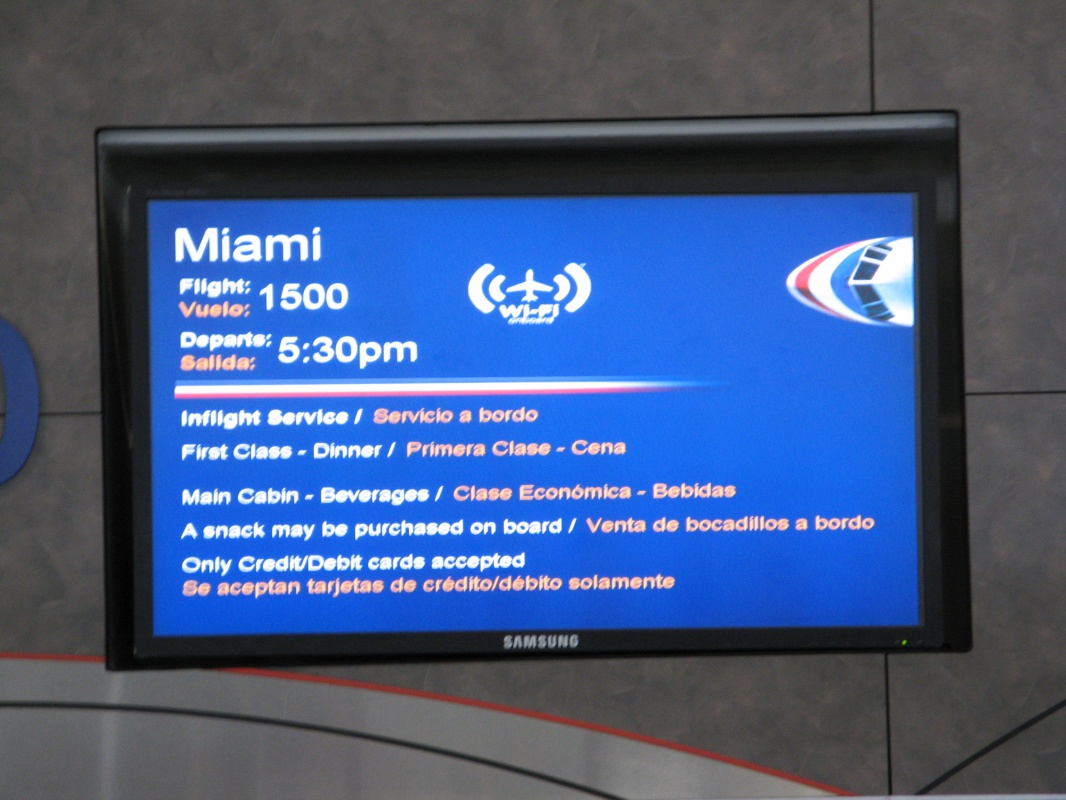 Miami
Flight: 1500
Vuelo:
Departs: 5:30pm
Salida:
Wi-Fi
onboard
Inflight Service / Servicio a bordo
First Class - Dinner / Primera Clase - Cena
Main Cabin - Beverages / Clase Económica - Bebidas
A snack may be purchased on board / Venta de bocadillos a bordo
Only Credit/Debit cards accepted
Se aceptan tarjetas de crédito/débito solamente
SAMSUNG